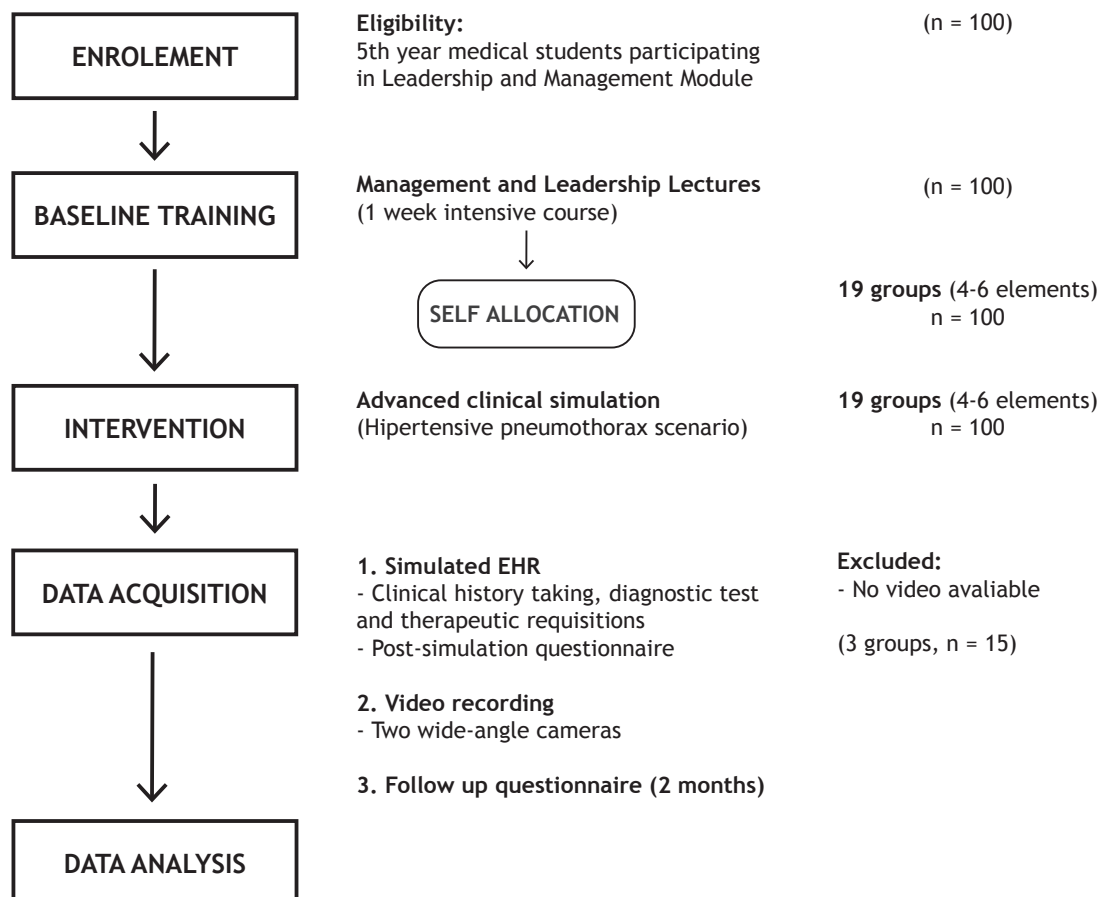 ENROLEMENT
Eligibility:
5th year medical students participating
in Leadership and Management Module
(n = 100)
BASELINE TRAINING
Management and Leadership Lectures
(1 week intensive course)
(n = 100)
SELF ALLOCATION
19 groups (4-6 elements)
n = 100
INTERVENTION
Advanced clinical simulation
(Hipertensive pneumothorax scenario)
19 groups (4-6 elements)
n = 100
DATA ACQUISITION
1. Simulated EHR
- Clinical history taking, diagnostic test
and therapeutic requisitions
- Post-simulation questionnaire
2. Video recording
- Two wide-angle cameras
3. Follow up questionnaire (2 months)
Excluded:
- No video avaliable
(3 groups, n = 15)
DATA ANALYSIS